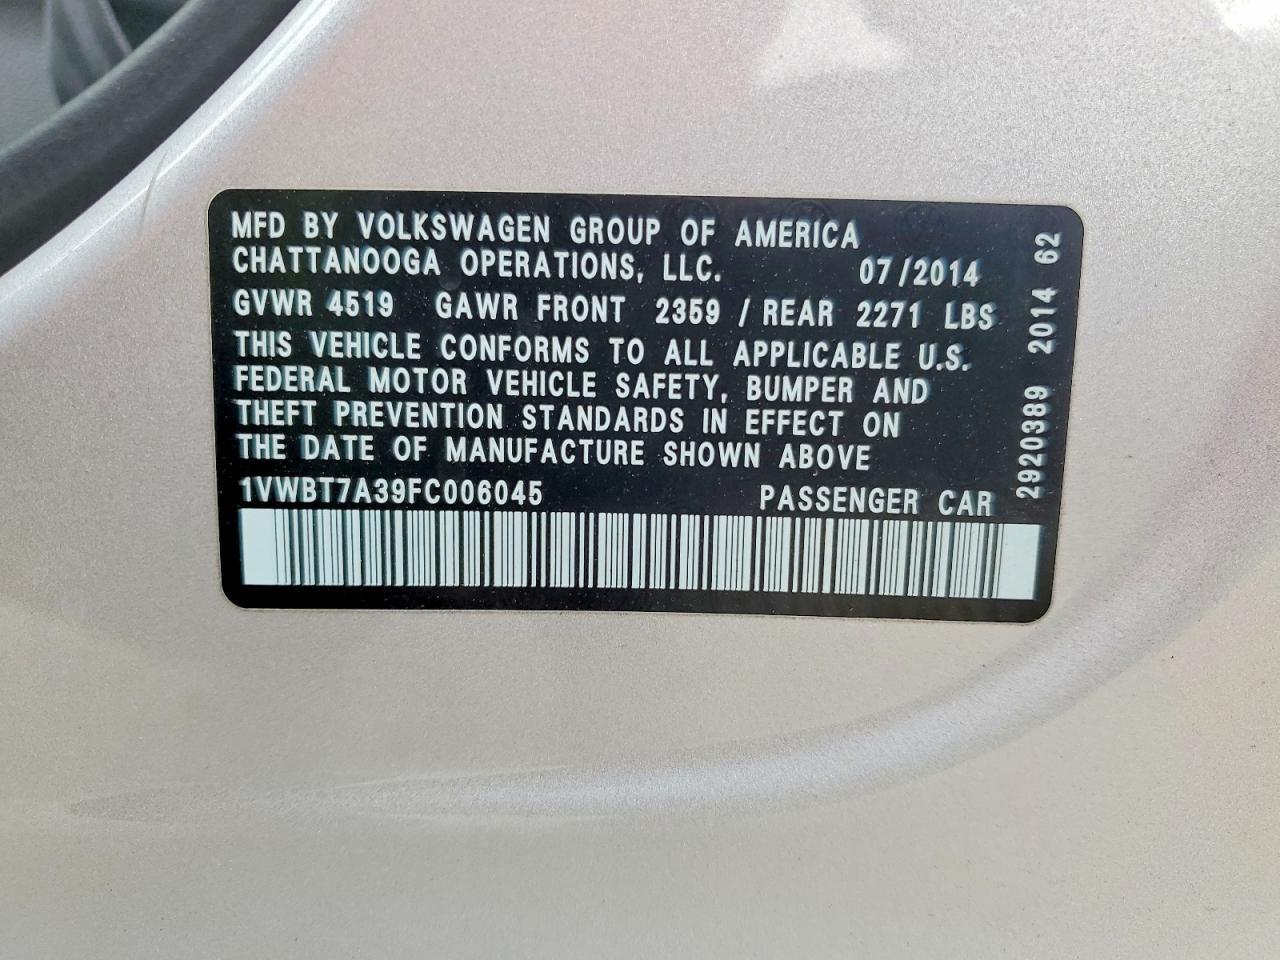 MFD BY VOLKSWAGEN GROUP OF AMERICA
CHATTANOOGA OPERATIONS, LLC. 07/2014
GVWR 4519 GAWR FRONT 2359 / REAR 2271 LBS
THIS VEHICLE CONFORMS TO ALL APPLICABLE U.S.
FEDERAL MOTOR VEHICLE SAFETY, BUMPER AND
THEFT PREVENTION STANDARDS IN EFFECT ON
THE DATE OF MANUFACTURE SHOWN ABOVE
1VWBT7A39FC006045 PASSENGER CAR
2920389 2014 62